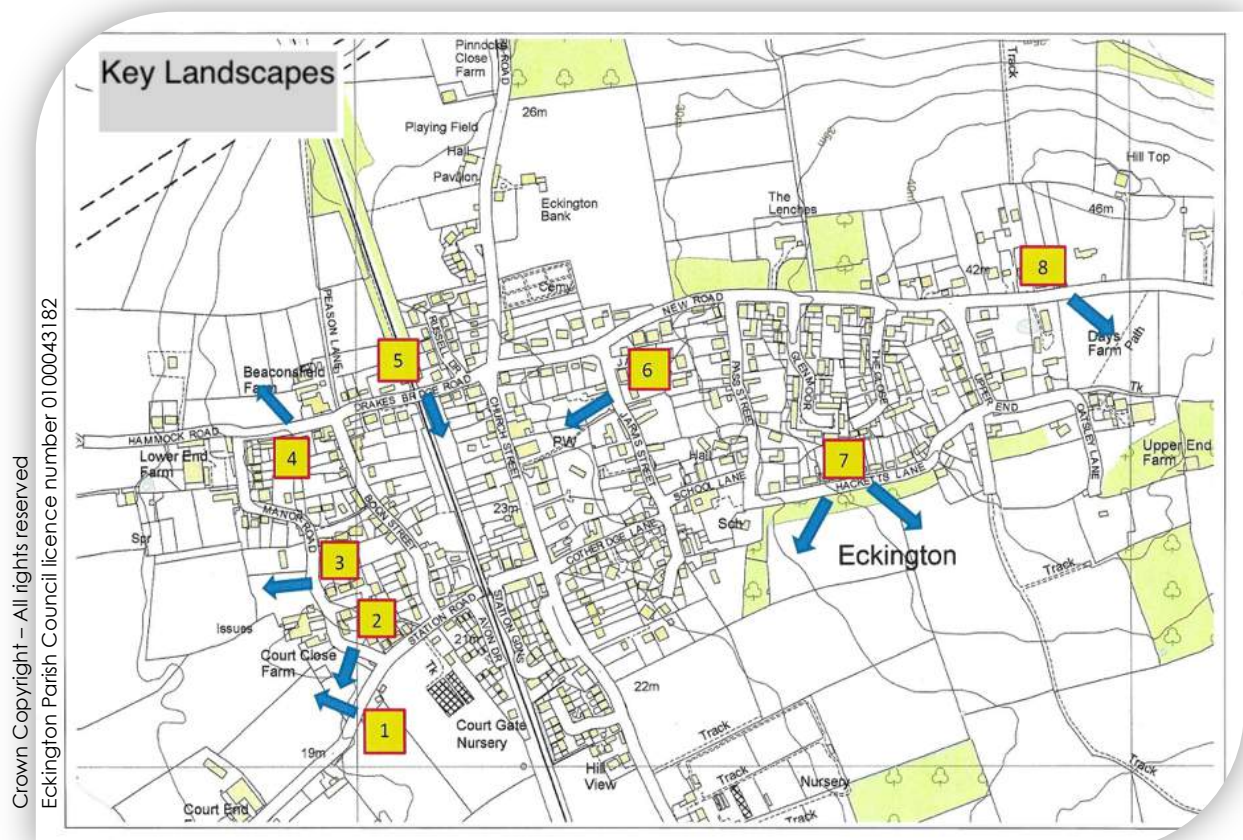 Key Landscapes
Pinnocks
Close
Farm
ROAD
26m
Playing Field
Hall
Pavilion
Eckington
Bank
Track
30m
35m
40m
Hill Top
46m
The
Lenches
42m
8
Cemy
NEW ROAD
Days
Farm
Path
PEASON LANE
RUSSELL DR
5
6
Beaconsfield
Farm
DRAKES BRIDGE ROAD
HAMMOCK ROAD
Lower End
Farm
4
CHURCH STREET
PW
JARVIS STREET
PASS STREET
GLENMOOR
THE CLOSE
UPPER
END
Tk
OATSLEY LANE
Upper End
Farm
Hall
7
HACKETTS LANE
SCHOOL LANE
Sch
MANOR ROAD
BOON STREET
23m
Spr
COTHERIDGE LANE
Eckington
Track
3
2
Issues
STATION ROAD
21m
AVON DR
STATION GDNS
Court Close
Farm
Tk
22m
1
Court Gate
Nursery
19m
Track
Track
Hill
View
Nursery
Track
Track
Court End
Crown Copyright – All rights reserved
Eckington Parish Council licence number 0100043182